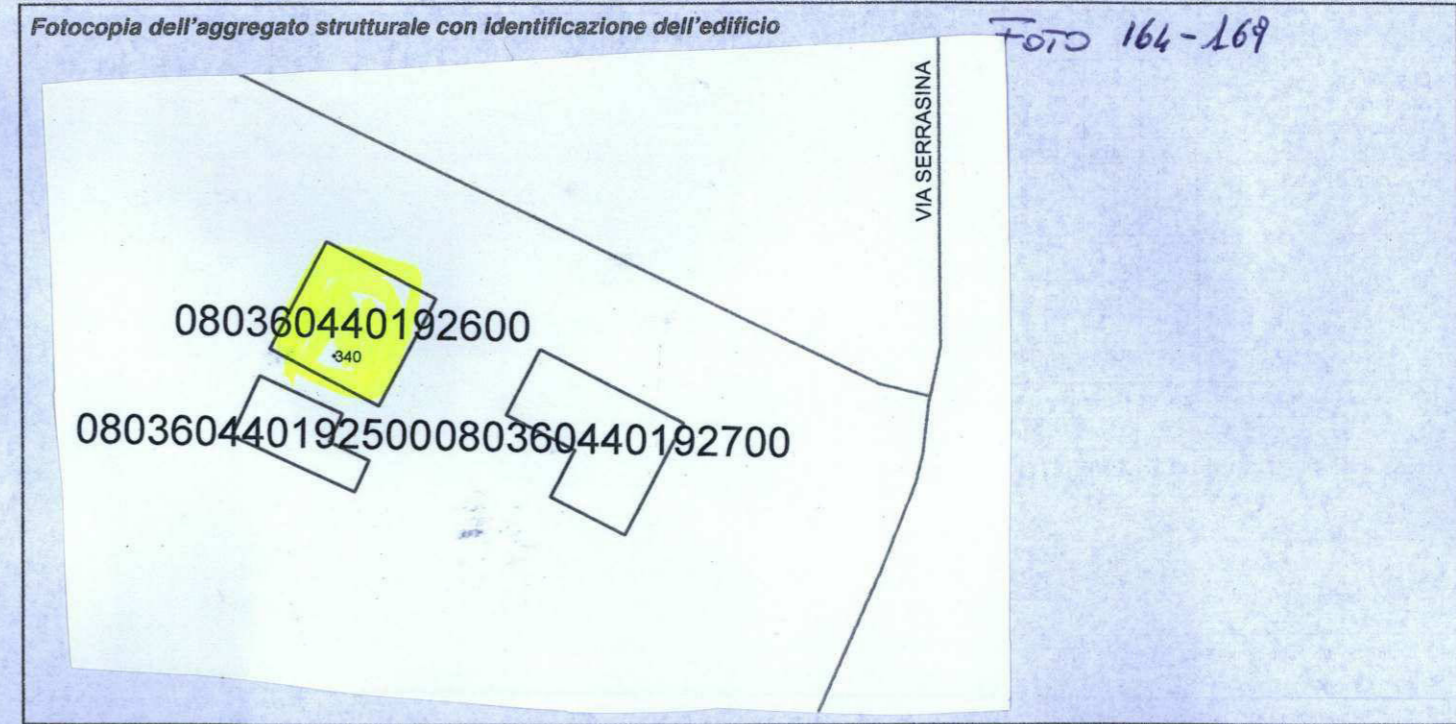 Fotocopia dell'aggregato strutturale con identificazione dell'edificio
FOTO 164-169
VIA SERRASINA
080360440192600
340
080360440192500080360440192700